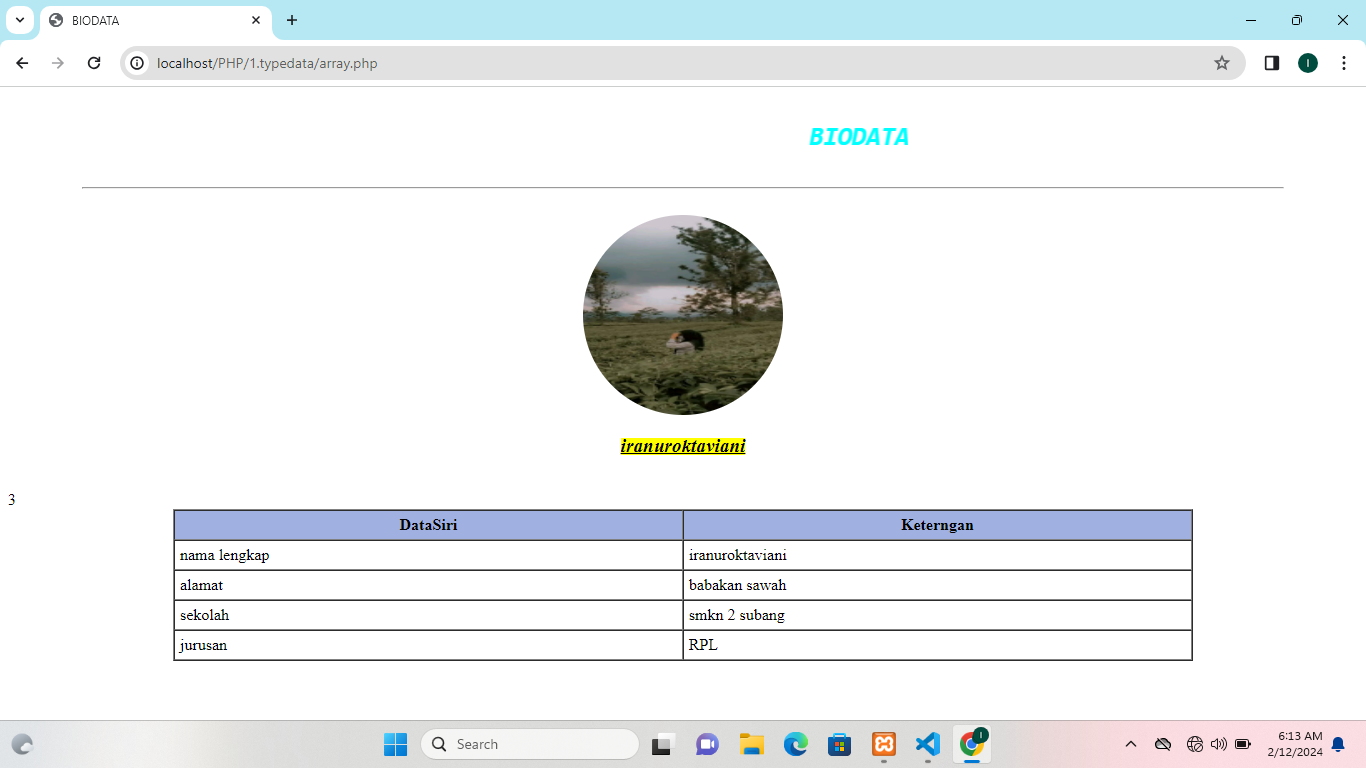 BIODATA
localhost/PHP/1.typedata/array.php
I
BIODATA
iranuroktaviani
3
DataSiri Keterngan
nama lengkap iranuroktaviani
alamat babakan sawah
sekolah smkn 2 subang
jurusan RPL
Search
I
6:13 AM
2/12/2024